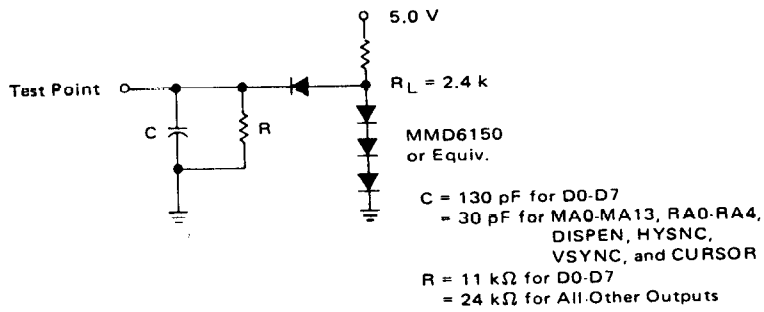 5.0 V
Test Point
R_L = 2.4 k
C
R
MMD6150
or Equiv.
C = 130 pF for D0-D7
= 30 pF for MA0-MA13, RA0-RA4,
DISPEN, HYSNC,
VSYNC, and CURSOR
R = 11 kΩ for D0-D7
= 24 kΩ for All Other Outputs